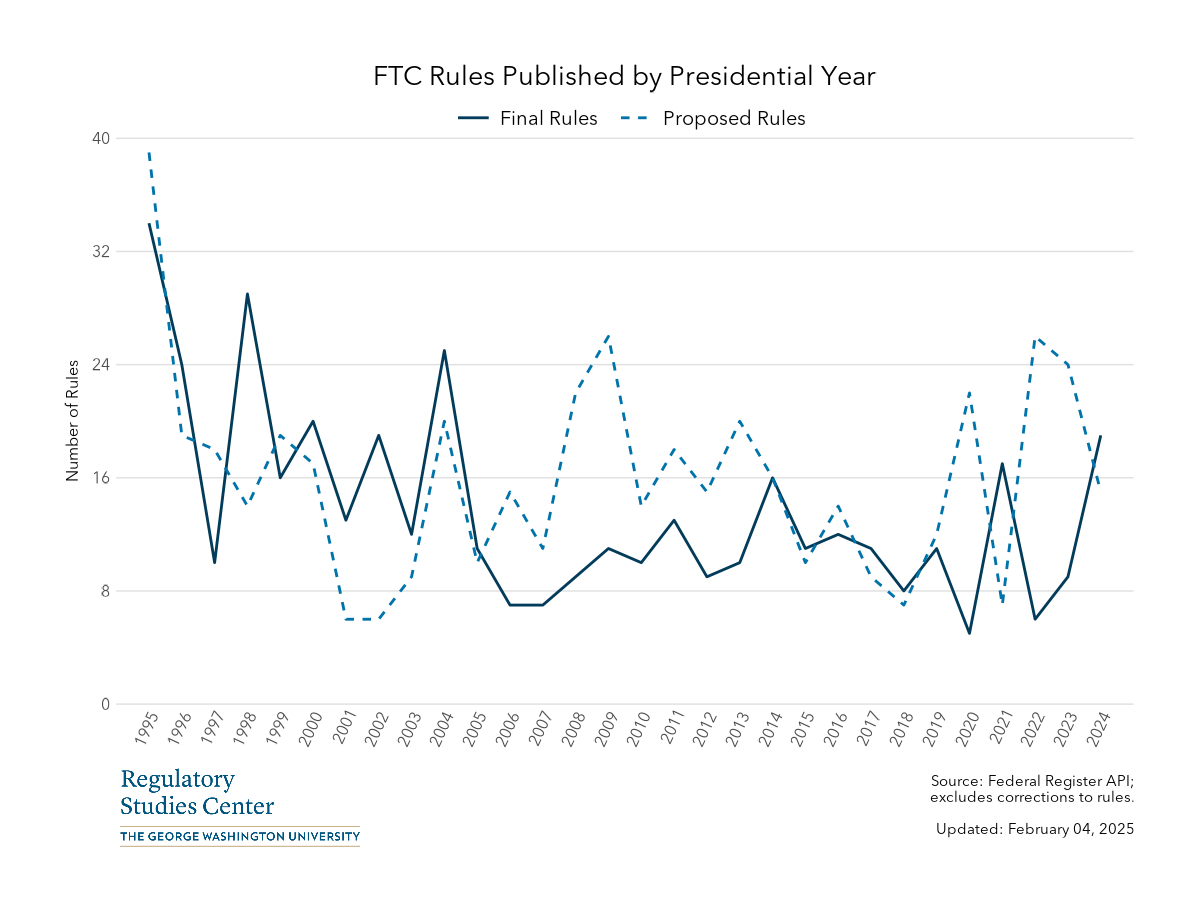 FTC Rules Published by Presidential Year
Final Rules Proposed Rules
40
32
24
16
8
0
Number of Rules
1995 1996 1997 1998 1999 2000 2001 2002 2003 2004 2005 2006 2007 2008 2009 2010 2011 2012 2013 2014 2015 2016 2017 2018 2019 2020 2021 2022 2023 2024
Regulatory
Studies Center
THE GEORGE WASHINGTON UNIVERSITY
Source: Federal Register API;
excludes corrections to rules.
Updated: February 04, 2025